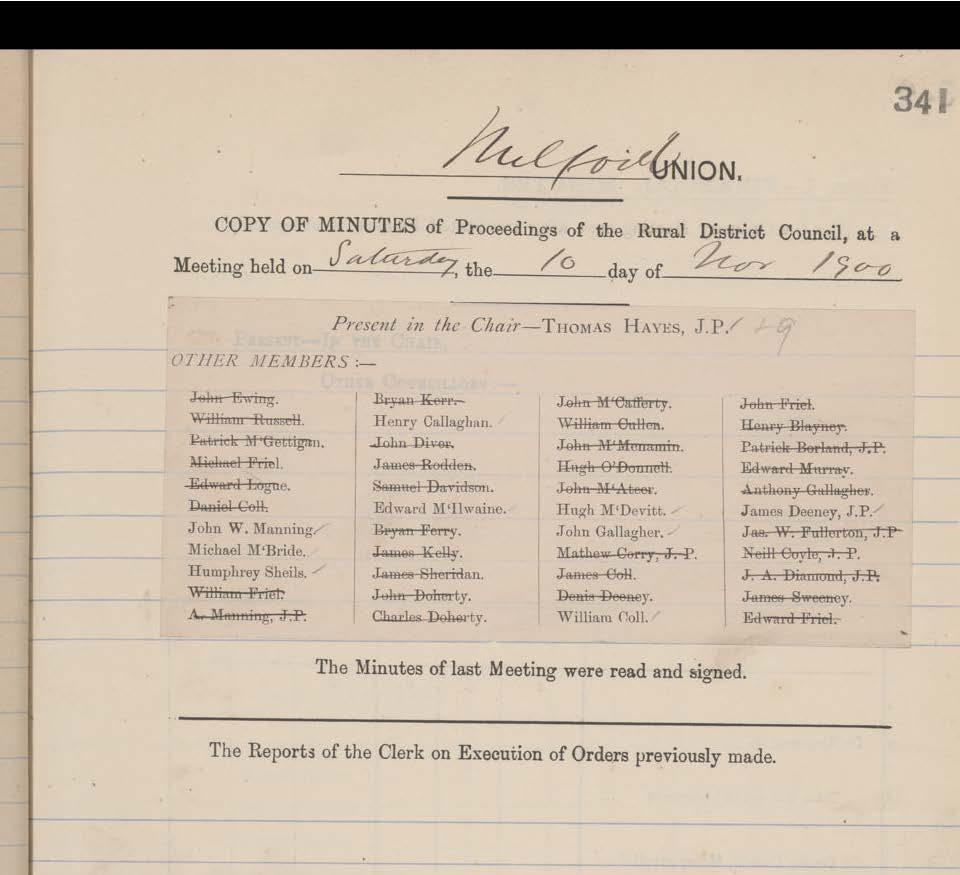 341
Milford UNION.
COPY OF MINUTES of Proceedings of the Rural District Council, at a
Meeting held on Saturday, the 10 day of Nov 1900
Present in the Chair—THOMAS HAYES, J.P.
OTHER MEMBERS :—
John Ewing.
William Russell.
Patrick M‘Gettigan.
Michael Friel.
Edward Logue.
Daniel Coll.
John W. Manning
Michael M‘Bride.
Humphrey Sheils.
William Friel.
A. Manning, J.P.
Bryan Kerr.
Henry Callaghan.
John Diver.
James Rodden.
Samuel Davidson.
Edward M‘Ilwaine.
Bryan Ferry.
James Kelly.
James Sheridan.
John Doherty.
Charles Doherty.
John M‘Cafferty.
William Cullen.
John M‘Menamin.
Hugh O‘Donnell.
John M‘Ateer.
Hugh M‘Devitt.
John Gallagher.
Mathew Corry, J. P.
James Coll.
Denis Deeney.
William Coll.
John Friel.
Henry Blayney.
Patrick Borland, J.P.
Edward Murray.
Anthony Gallagher.
James Deeney, J.P.
Jas. W. Fullerton, J.P
Neill Coyle, J. P.
J. A. Diamond, J.P.
James Sweeney.
Edward Friel.
The Minutes of last Meeting were read and signed.
The Reports of the Clerk on Execution of Orders previously made.